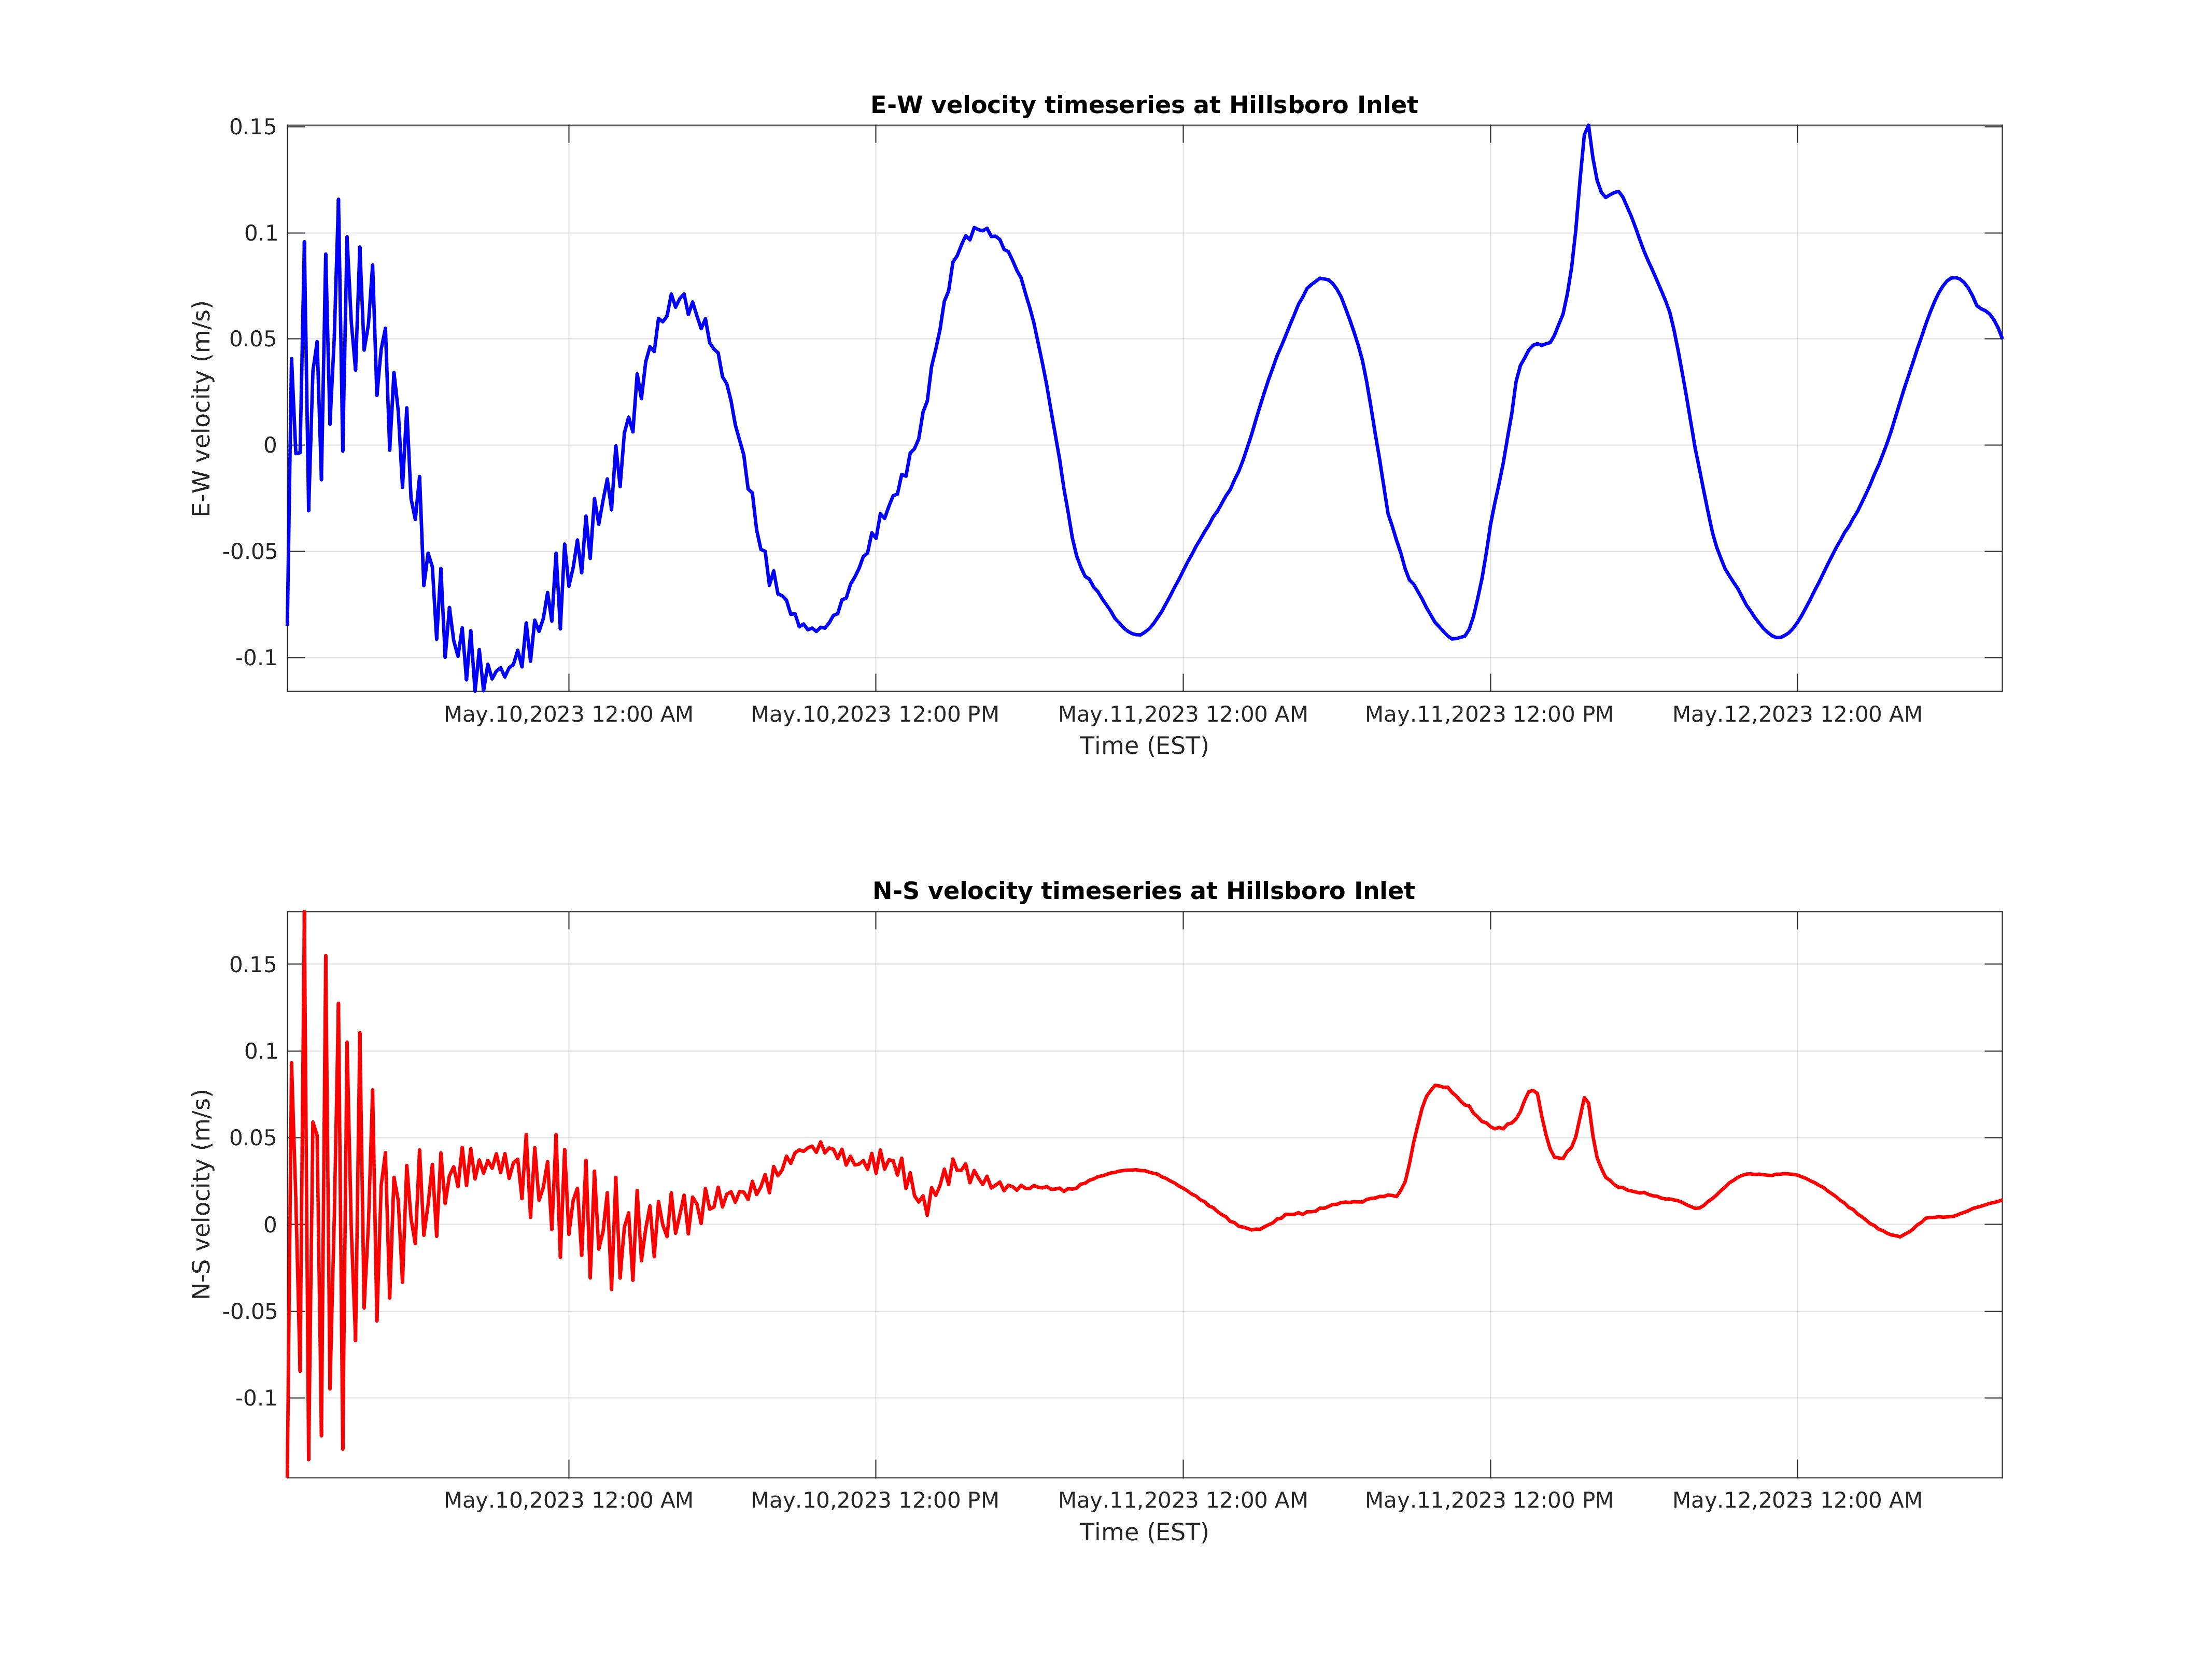 E-W velocity timeseries at Hillsboro Inlet
0.15
0.1
0.05
0
-0.05
-0.1
E-W velocity (m/s)
May.10,2023 12:00 AM
May.10,2023 12:00 PM
May.11,2023 12:00 AM
May.11,2023 12:00 PM
May.12,2023 12:00 AM
Time (EST)
N-S velocity timeseries at Hillsboro Inlet
0.15
0.1
0.05
0
-0.05
-0.1
N-S velocity (m/s)
May.10,2023 12:00 AM
May.10,2023 12:00 PM
May.11,2023 12:00 AM
May.11,2023 12:00 PM
May.12,2023 12:00 AM
Time (EST)